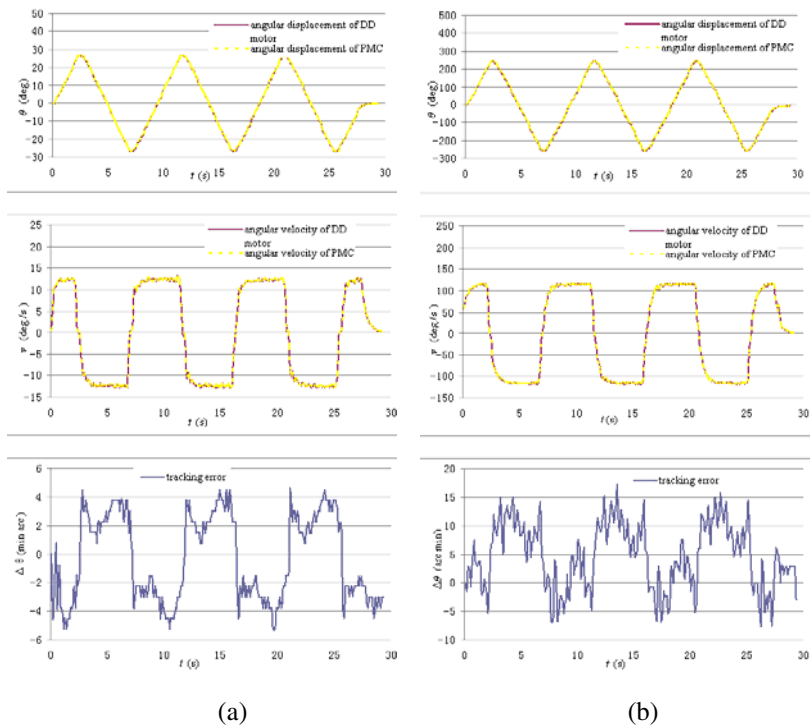 angular displacement of DD
motor
angular displacement of PMC
θ (deg)
50
40
30
20
10
0
-10
-20
-30
0 5 10 15 20 25 30
t (s)
angular displacement of DD
motor
angular displacement of PMC
θ (deg)
500
400
300
200
100
0
-100
-200
-300
0 5 10 15 20 25 30
t (s)
angular velocity of DD
motor
angular velocity of PMC
v (deg/s)
25
20
15
10
5
0
-5
-10
-15
0 5 10 15 20 25 30
t (s)
angular velocity of DD
motor
angular velocity of PMC
v (deg/s)
250
200
150
100
50
0
-50
-100
-150
0 5 10 15 20 25 30
t (s)
tracking error
Δ θ (min arc)
6
4
2
0
-2
-4
-6
0 5 10 15 20 25 30
t (s)
tracking error
Δθ (arc min)
20
15
10
5
0
-5
-10
0 5 10 15 20 25 30
t (s)
(a)
(b)